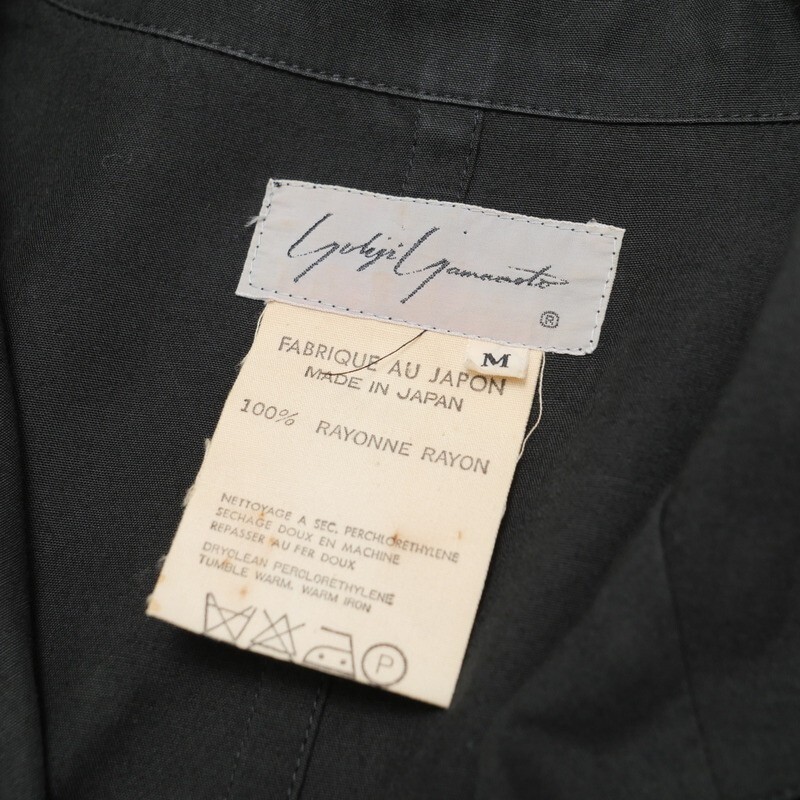 Yohji Yamamoto
®
M
FABRIQUE AU JAPON
MADE IN JAPAN
100% RAYONNE RAYON
NETTOYAGE A SEC, PERCHLORETHYLENE
SECHAGE DOUX EN MACHINE
REPASSER AU FER DOUX
DRYCLEAN PERCLORETHYLENE
TUMBLE WARM, WARM IRON
P